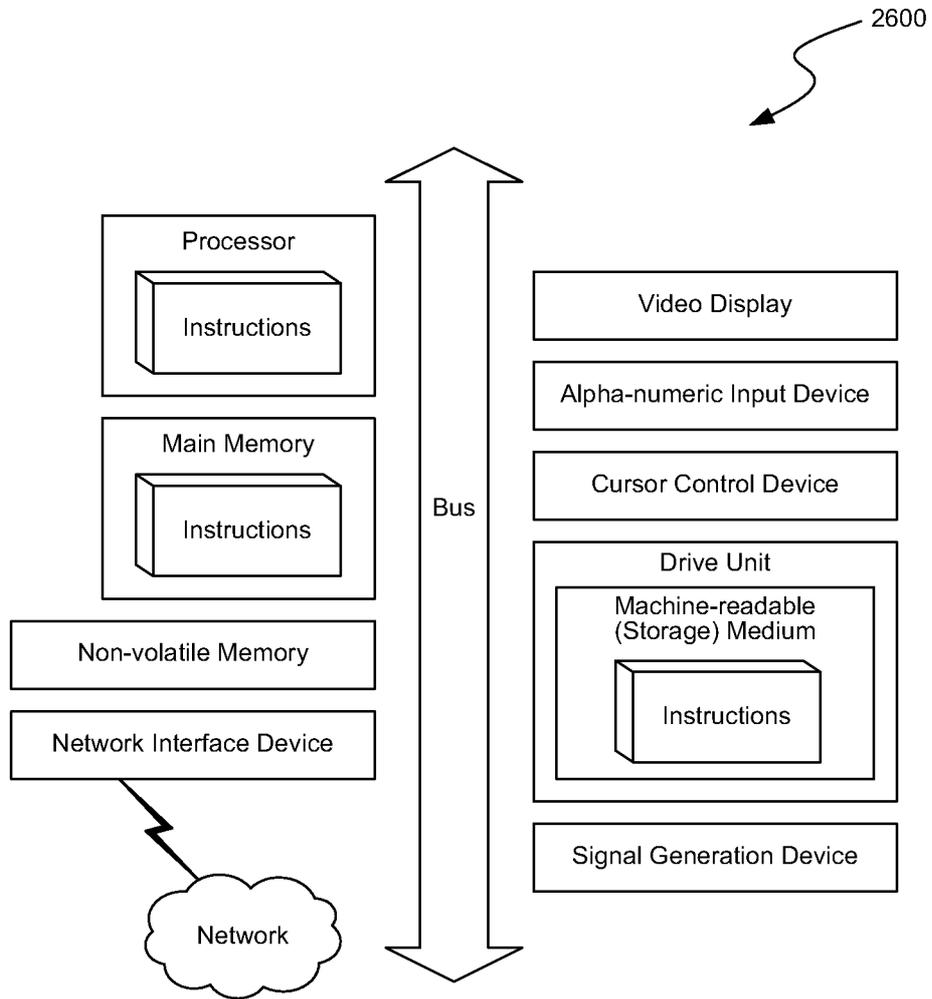 2600
Processor
Instructions
Main Memory
Instructions
Non-volatile Memory
Network Interface Device
Network
Bus
Video Display
Alpha-numeric Input Device
Cursor Control Device
Drive Unit
Machine-readable
(Storage) Medium
Instructions
Signal Generation Device